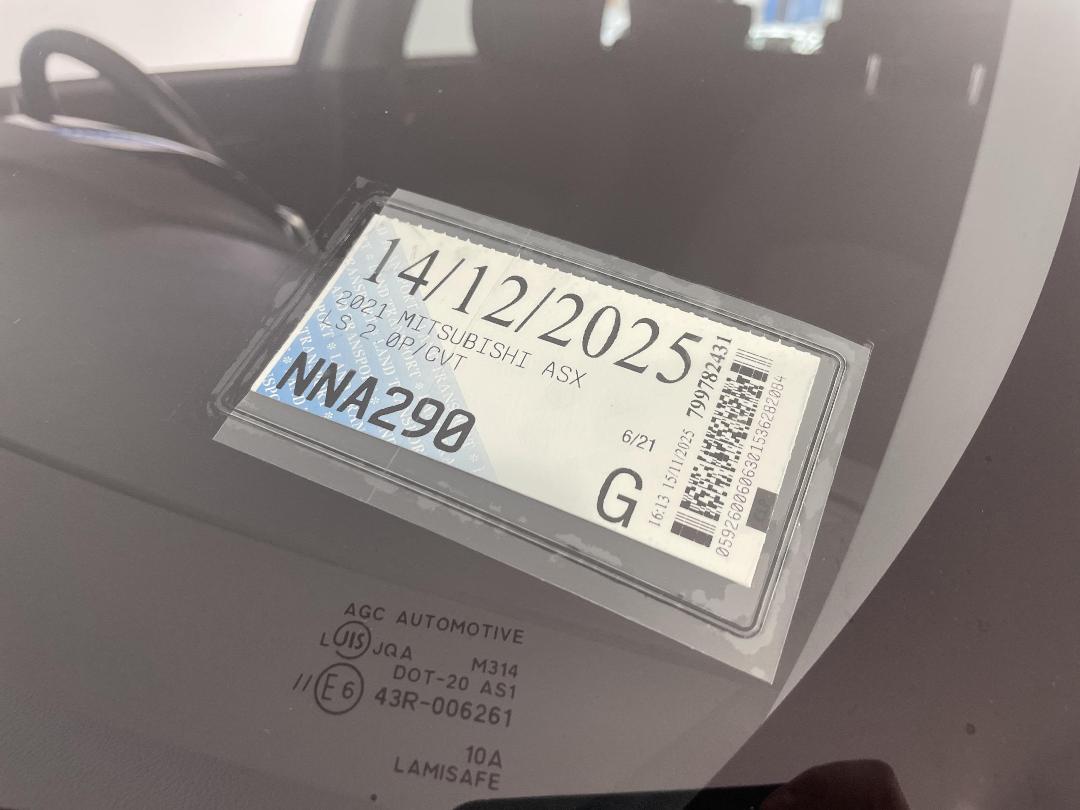 14/12/2025
2021 MITSUBISHI ASX
LS 2.0P/CVT
NNA290
6/21
G
16:13 15/11/2025 799782431
AGC AUTOMOTIVE
JIS JQA M314
DOT-20 AS1
E6 43R-006261
10A
LAMISAFE